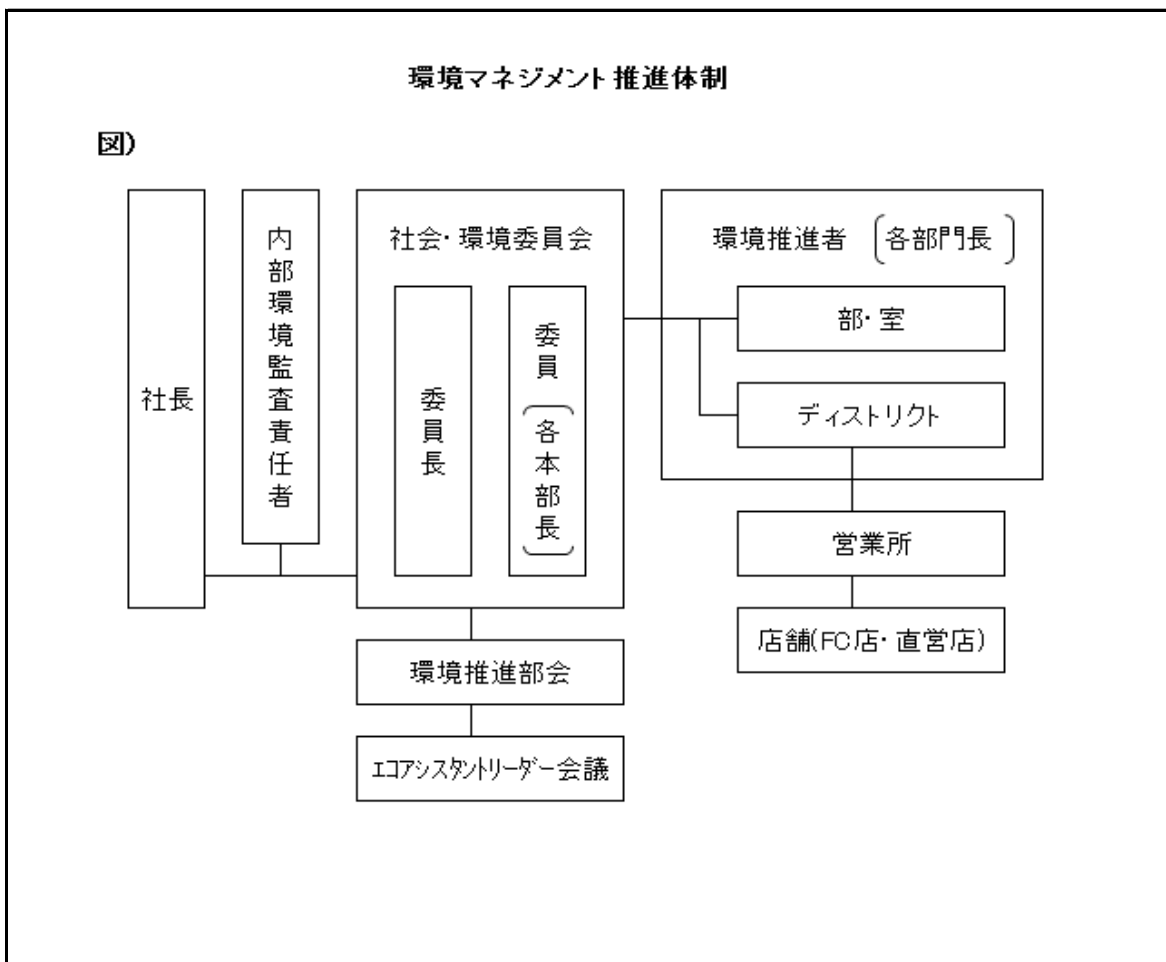 環境マネジメント推進体制
図)
社長
内部環境監査責任者
社会・環境委員会
委員長
委員(各本部長)
環境推進者(各部門長)
部・室
ディストリクト
営業所
店舗(FC店・直営店)
環境推進部会
エコアシスタントリーダー会議